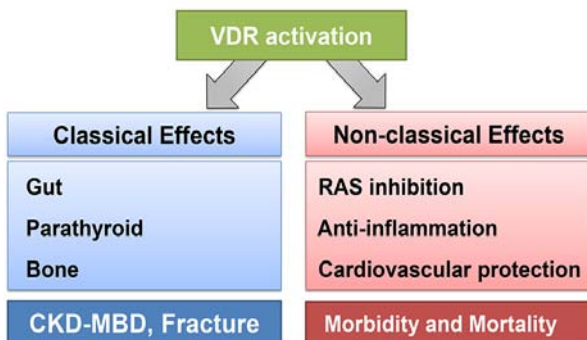 VDR activation
Classical Effects
Gut
Parathyroid
Bone
CKD-MBD, Fracture
Non-classical Effects
RAS inhibition
Anti-inflammation
Cardiovascular protection
Morbidity and Mortality